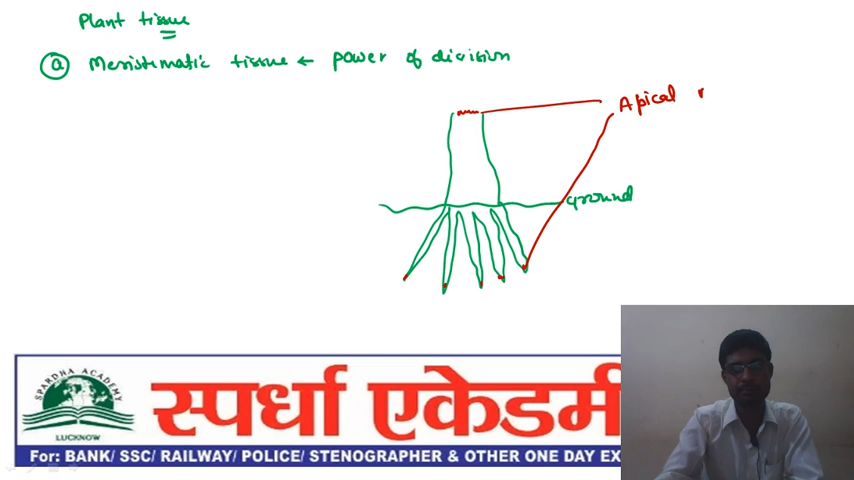 Plant tissue
(a) Meristematic tissue ← power of division
Apical
ground
SPARDHA ACADEMY
LUCKNOW
स्पर्धा एकेडमी
For: BANK/ SSC/ RAILWAY/ POLICE/ STENOGRAPHER & OTHER ONE DAY EX